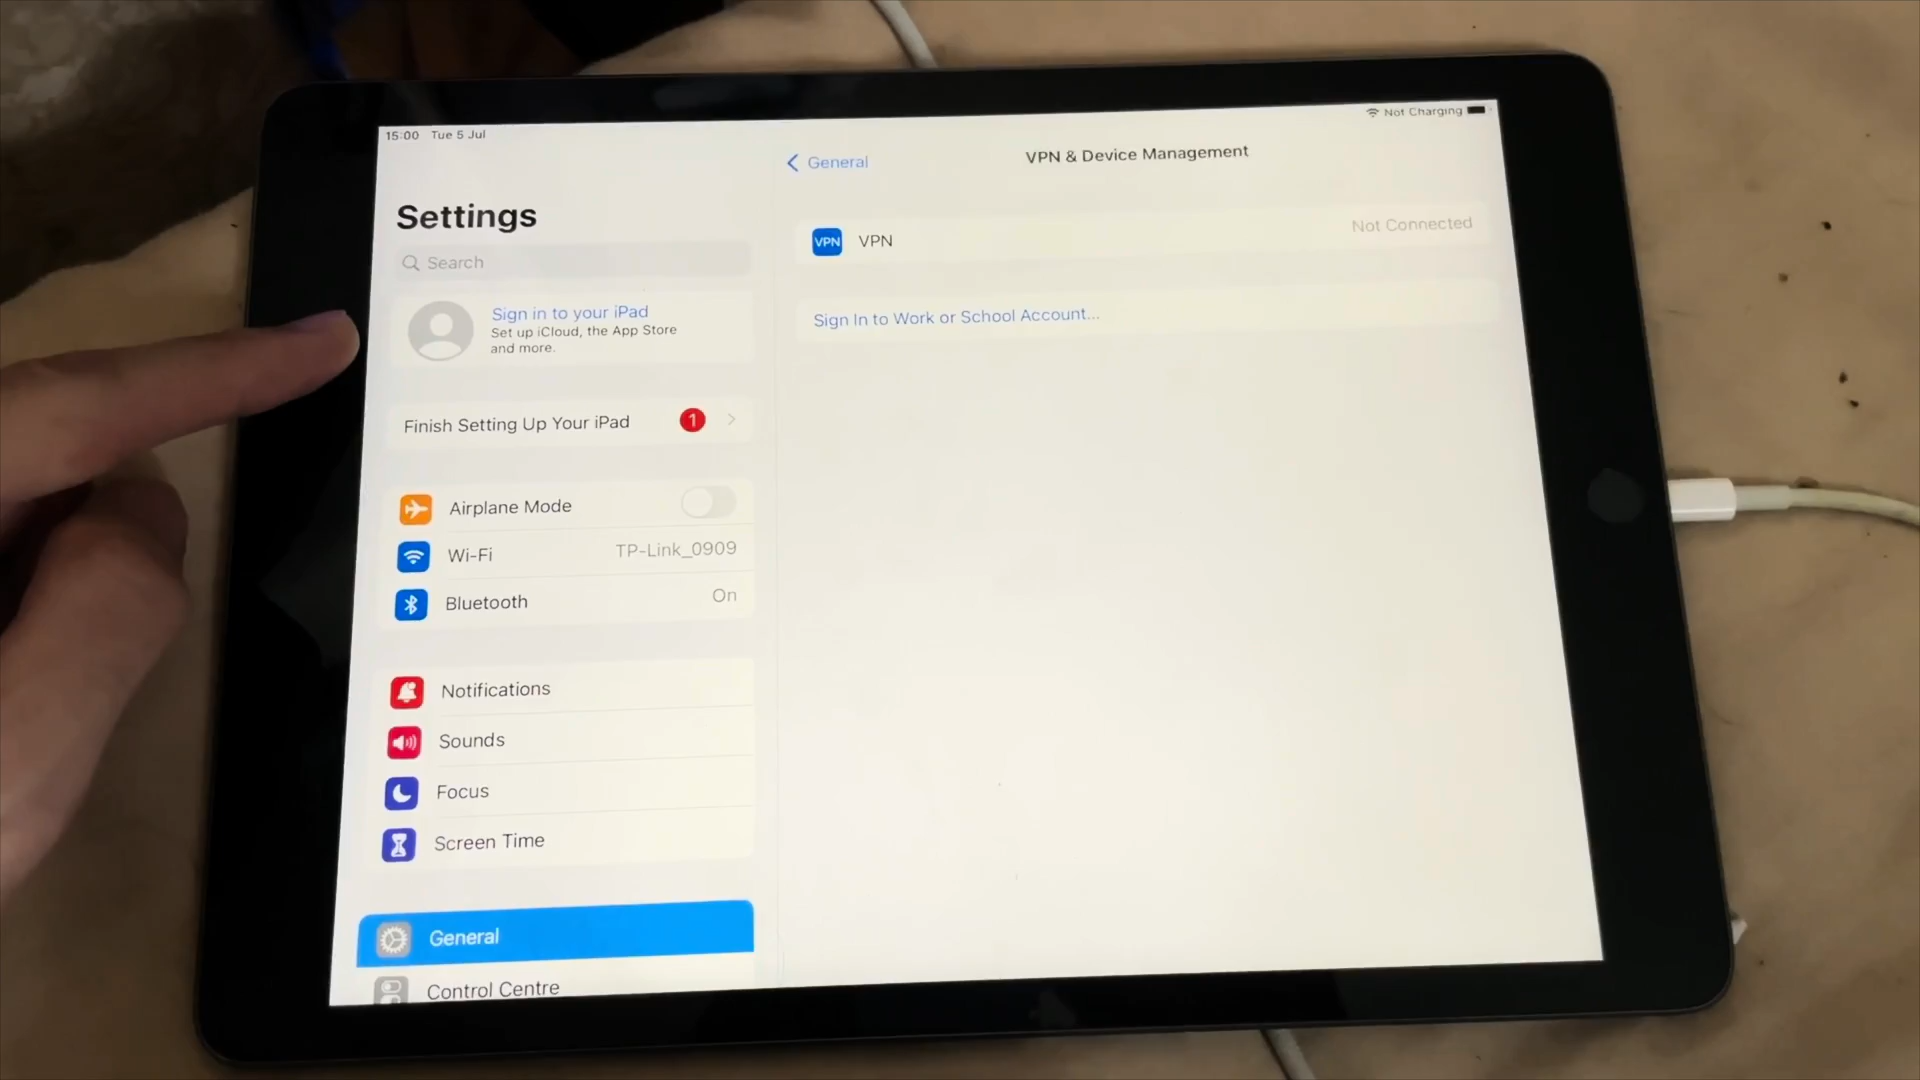 15:00 Tue 5 Jul
Not Charging
Settings
Search
Sign in to your iPad
Set up iCloud, the App Store
and more.
Finish Setting Up Your iPad 1
Airplane Mode
Wi-Fi TP-Link_0909
Bluetooth On
Notifications
Sounds
Focus
Screen Time
General
Control Centre
General
VPN & Device Management
VPN VPN Not Connected
Sign In to Work or School Account...